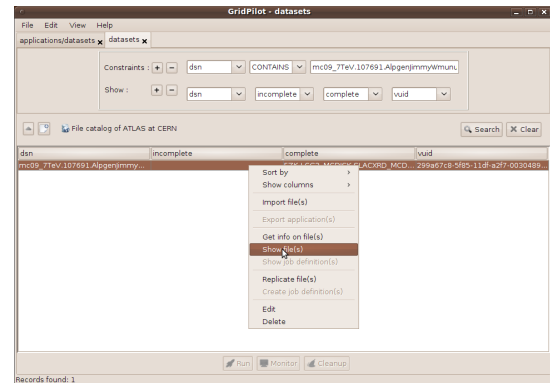 GridPilot - datasets
File Edit View Help
applications/datasets datasets
Constraints : + − dsn CONTAINS mc09_7TeV.107691.AlpgenJimmyWmunu
Show : + − dsn incomplete complete vuid
File catalog of ATLAS at CERN Search Clear
dsn incomplete complete vuid
mc09_7TeV.107691.AlpgenJimmy... SLACXRD_MCD... 299a67c8-5f85-11df-a2f7-0030489...
Sort by
Show columns
Import file(s)
Export application(s)
Get info on file(s)
Show file(s)
Show job definition(s)
Replicate file(s)
Create job definition(s)
Edit
Delete
Run Monitor Cleanup
Records found: 1